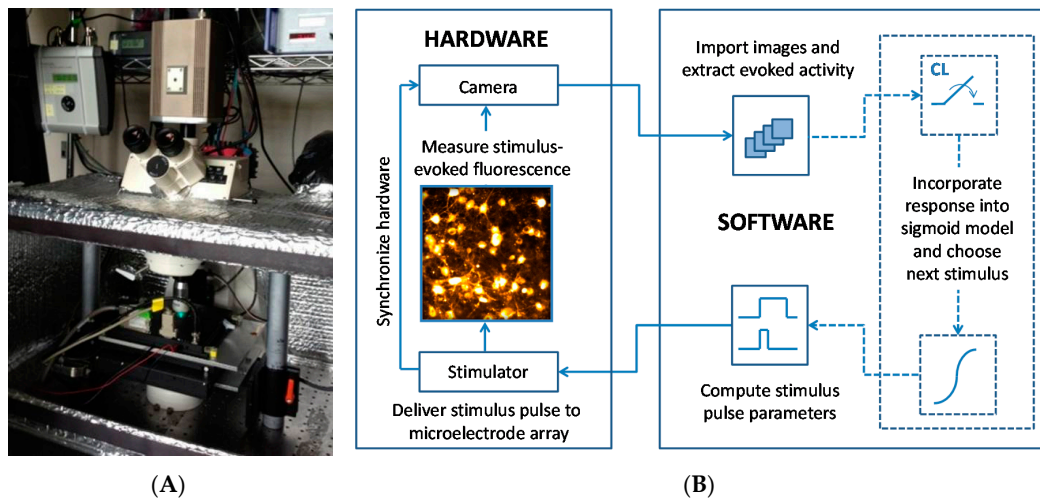 HARDWARE
Camera
Measure stimulus-
evoked fluorescence
Synchronize hardware
Stimulator
Deliver stimulus pulse to
microelectrode array
Import images and
extract evoked activity
CL
SOFTWARE
Incorporate
response into
sigmoid model
and choose
next stimulus
Compute stimulus
pulse parameters
(A)
(B)